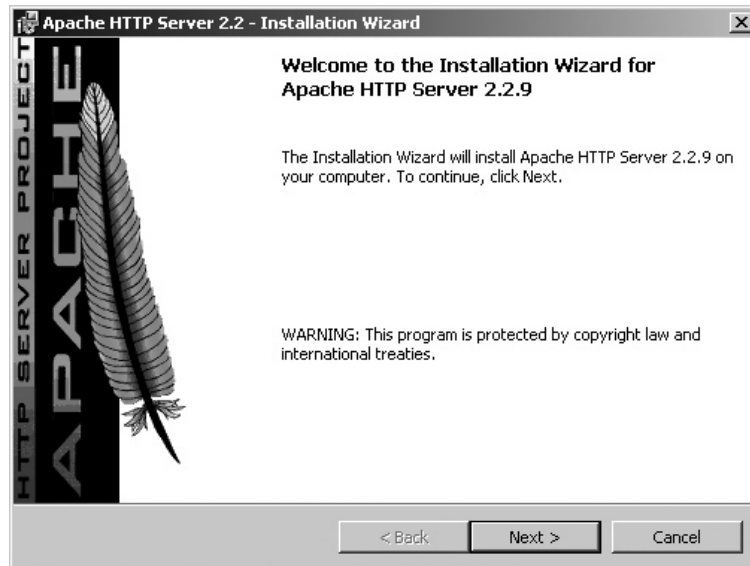 Apache HTTP Server 2.2 - Installation Wizard
HTTP SERVER PROJECT
APACHE
Welcome to the Installation Wizard for
Apache HTTP Server 2.2.9
The Installation Wizard will install Apache HTTP Server 2.2.9 on
your computer. To continue, click Next.
WARNING: This program is protected by copyright law and
international treaties.
< Back
Next >
Cancel